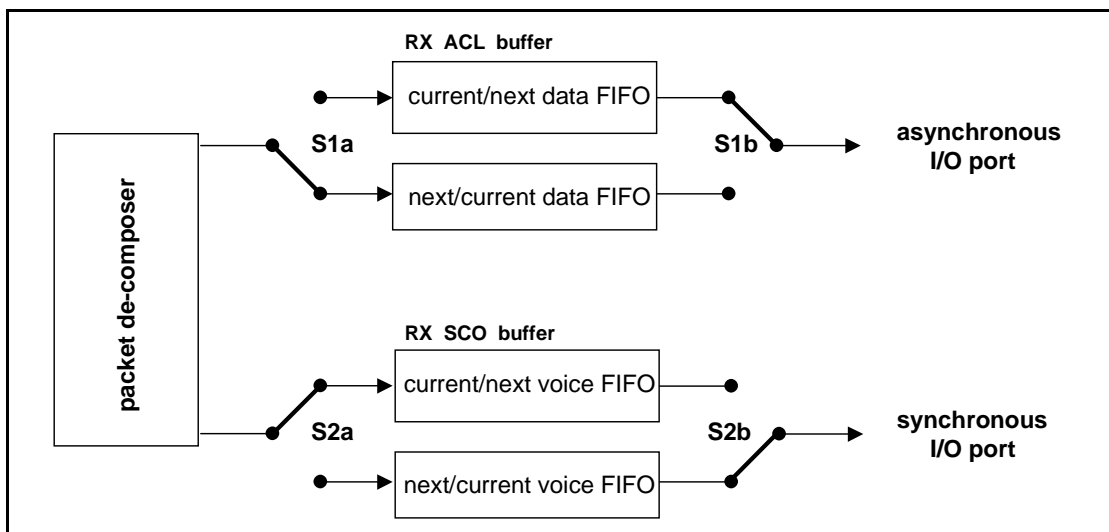 RX ACL buffer
current/next data FIFO
S1a
S1b
asynchronous
I/O port
next/current data FIFO
packet de-composer
RX SCO buffer
current/next voice FIFO
S2a
S2b
synchronous
I/O port
next/current voice FIFO